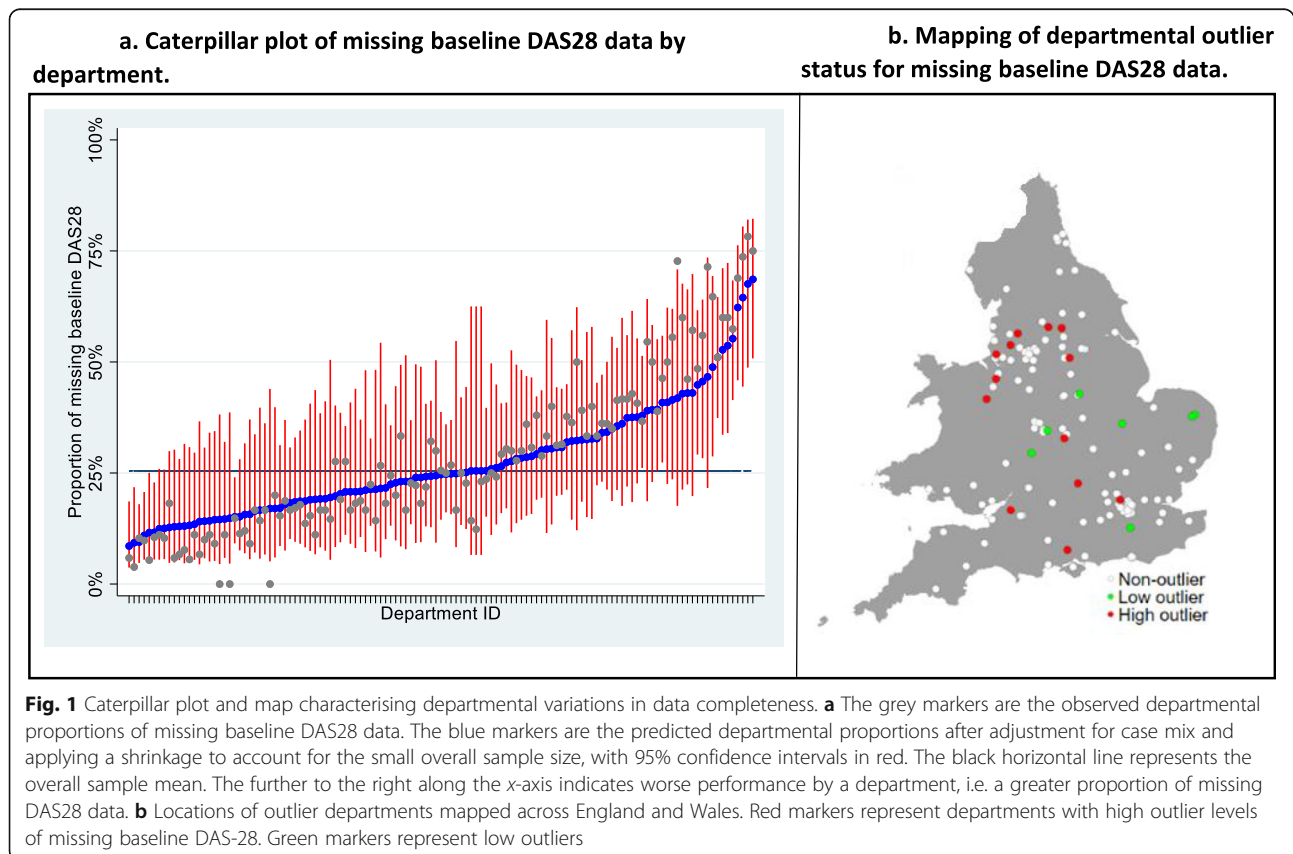 a. Caterpillar plot of missing baseline DAS28 data by
department.
b. Mapping of departmental outlier
status for missing baseline DAS28 data.
Proportion of missing baseline DAS28
100%
75%
50%
25%
0%
Department ID
Non-outlier
Low outlier
High outlier
Fig. 1 Caterpillar plot and map characterising departmental variations in data completeness. a The grey markers are the observed departmental
proportions of missing baseline DAS28 data. The blue markers are the predicted departmental proportions after adjustment for case mix and
applying a shrinkage to account for the small overall sample size, with 95% confidence intervals in red. The black horizontal line represents the
overall sample mean. The further to the right along the x-axis indicates worse performance by a department, i.e. a greater proportion of missing
DAS28 data. b Locations of outlier departments mapped across England and Wales. Red markers represent departments with high outlier levels
of missing baseline DAS-28. Green markers represent low outliers